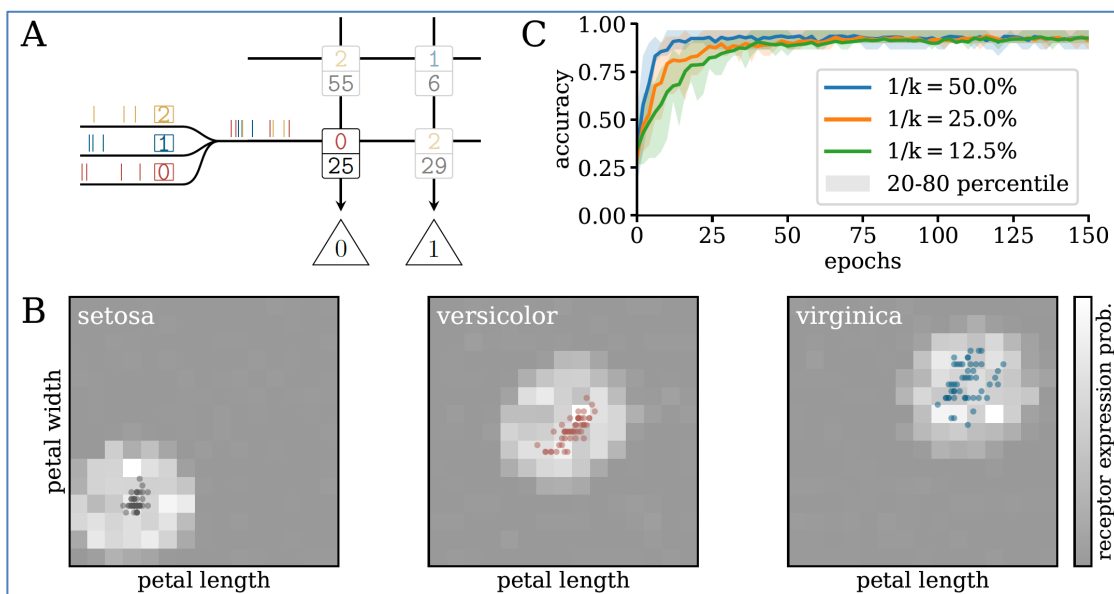 A
2
1
55
6
2
1
0
0
2
25
29
0
1
C
1.00
0.75
0.50
0.25
0.00
accuracy
1/k = 50.0%
1/k = 25.0%
1/k = 12.5%
20-80 percentile
0
25
50
75
100
125
150
epochs
B
setosa
versicolor
virginica
petal width
petal length
petal length
petal length
receptor expression prob.